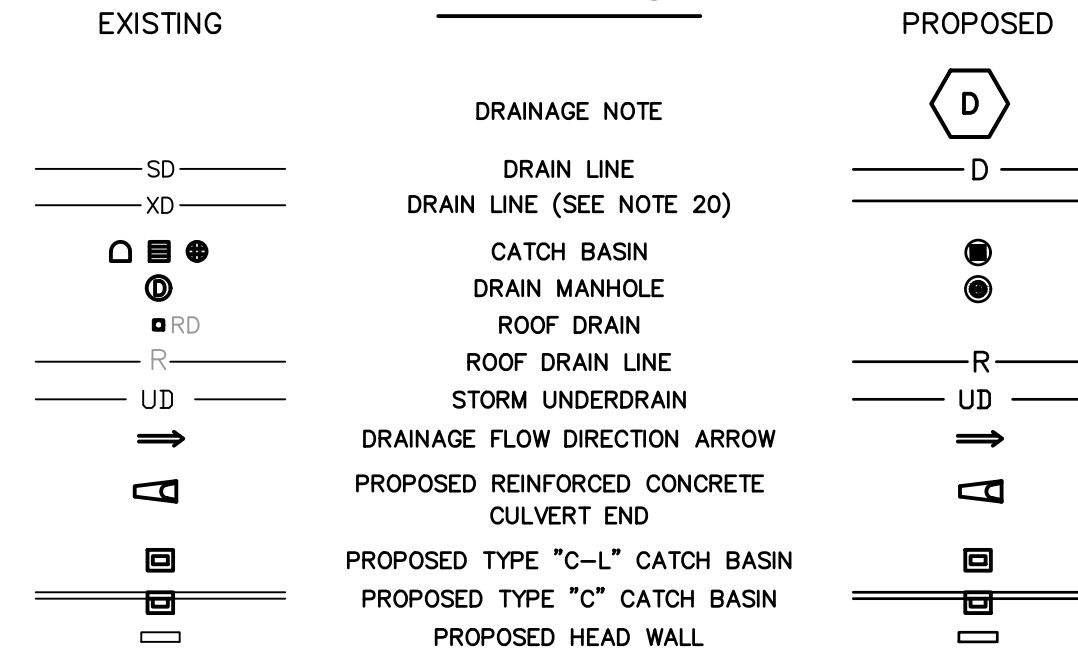 EXISTING PROPOSED
D
DRAINAGE NOTE
SD DRAIN LINE D
XD DRAIN LINE (SEE NOTE 20)
CATCH BASIN
D DRAIN MANHOLE
RD ROOF DRAIN
R ROOF DRAIN LINE R
UD STORM UNDERDRAIN UD
DRAINAGE FLOW DIRECTION ARROW
PROPOSED REINFORCED CONCRETE
CULVERT END
PROPOSED TYPE "C-L" CATCH BASIN
PROPOSED TYPE "C" CATCH BASIN
PROPOSED HEAD WALL